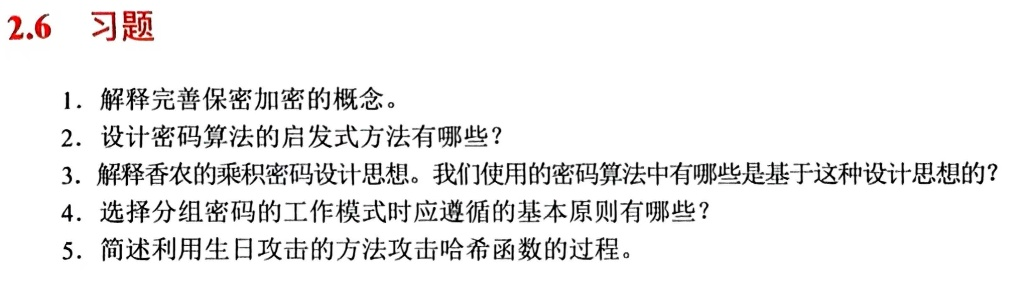 2.6 习题
1. 解释完善保密加密的概念。
2. 设计密码算法的启发式方法有哪些?
3. 解释香农的乘积密码设计思想。我们使用的密码算法中有哪些是基于这种设计思想的?
4. 选择分组密码的工作模式时应遵循的基本原则有哪些?
5. 简述利用生日攻击的方法攻击哈希函数的过程。